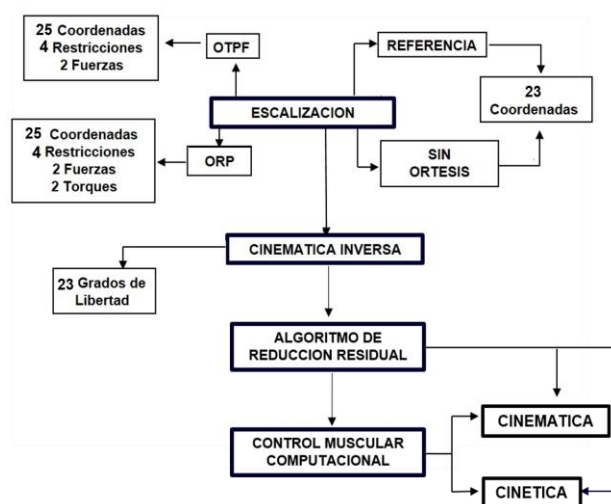 25 Coordenadas
4 Restricciones
2 Fuerzas
OTPF
REFERENCIA
ESCALIZACION
23
Coordenadas
25 Coordenadas
4 Restricciones
2 Fuerzas
2 Torques
ORP
SIN
ORTESIS
CINEMATICA INVERSA
23 Grados de
Libertad
ALGORITMO DE
REDUCCION RESIDUAL
CINEMATICA
CONTROL MUSCULAR
COMPUTACIONAL
CINETICA